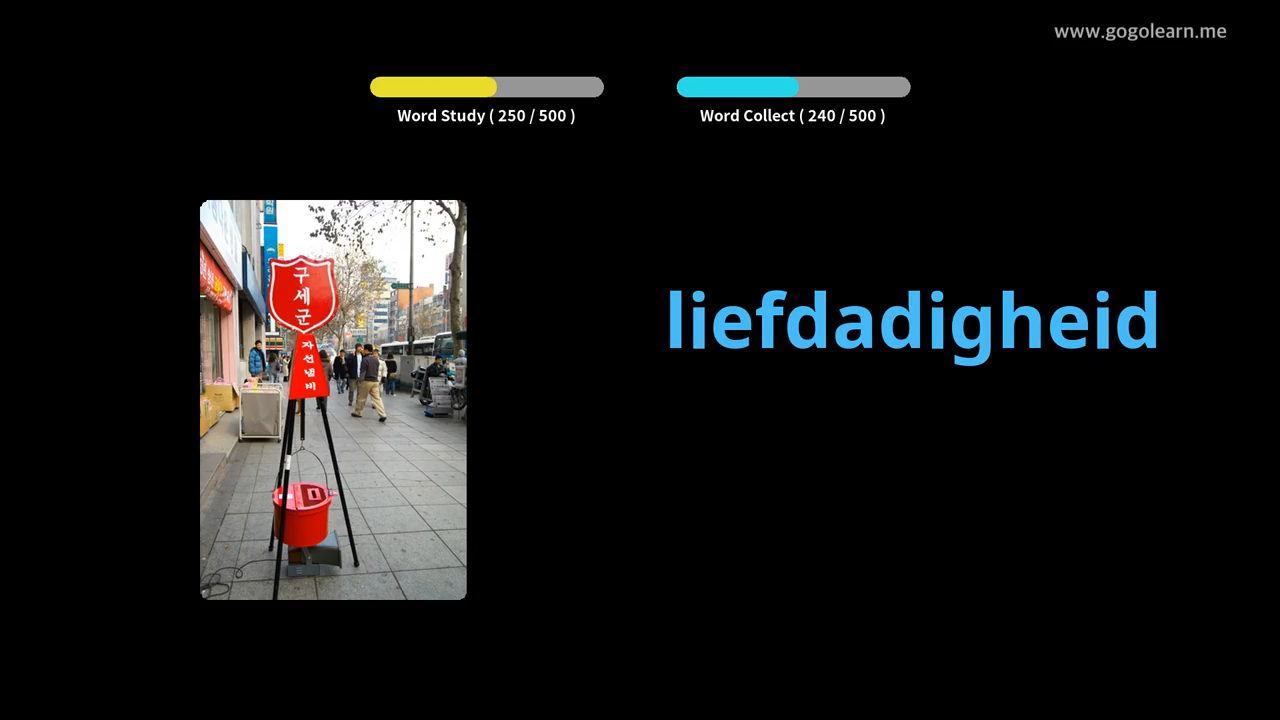 www.gogolearn.me
Word Study ( 250 / 500 )
Word Collect ( 240 / 500 )
구
세
군
자
선
냄
비
liefdadigheid